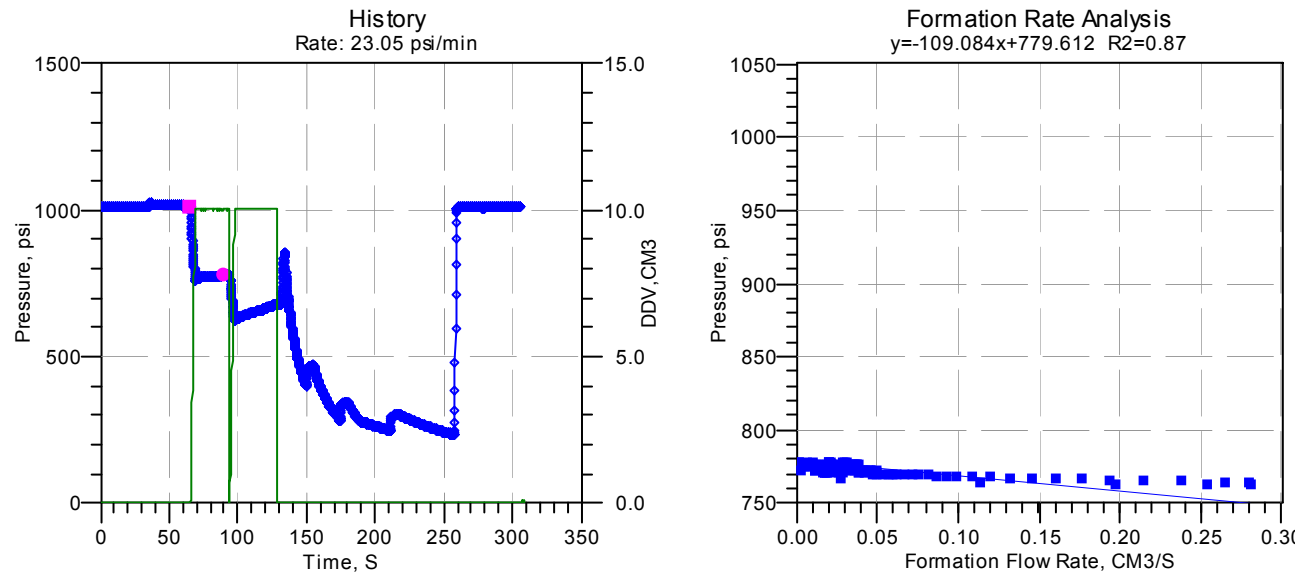 History
Rate: 23.05 psi/min
1500
1000
500
0
Pressure, psi
15.0
10.0
5.0
0.0
DDV,CM3
0 50 100 150 200 250 300 350
Time, S
Formation Rate Analysis
y=-109.084x+779.612 R2=0.87
1050
1000
950
900
850
800
750
Pressure, psi
0.00 0.05 0.10 0.15 0.20 0.25 0.30
Formation Flow Rate, CM3/S